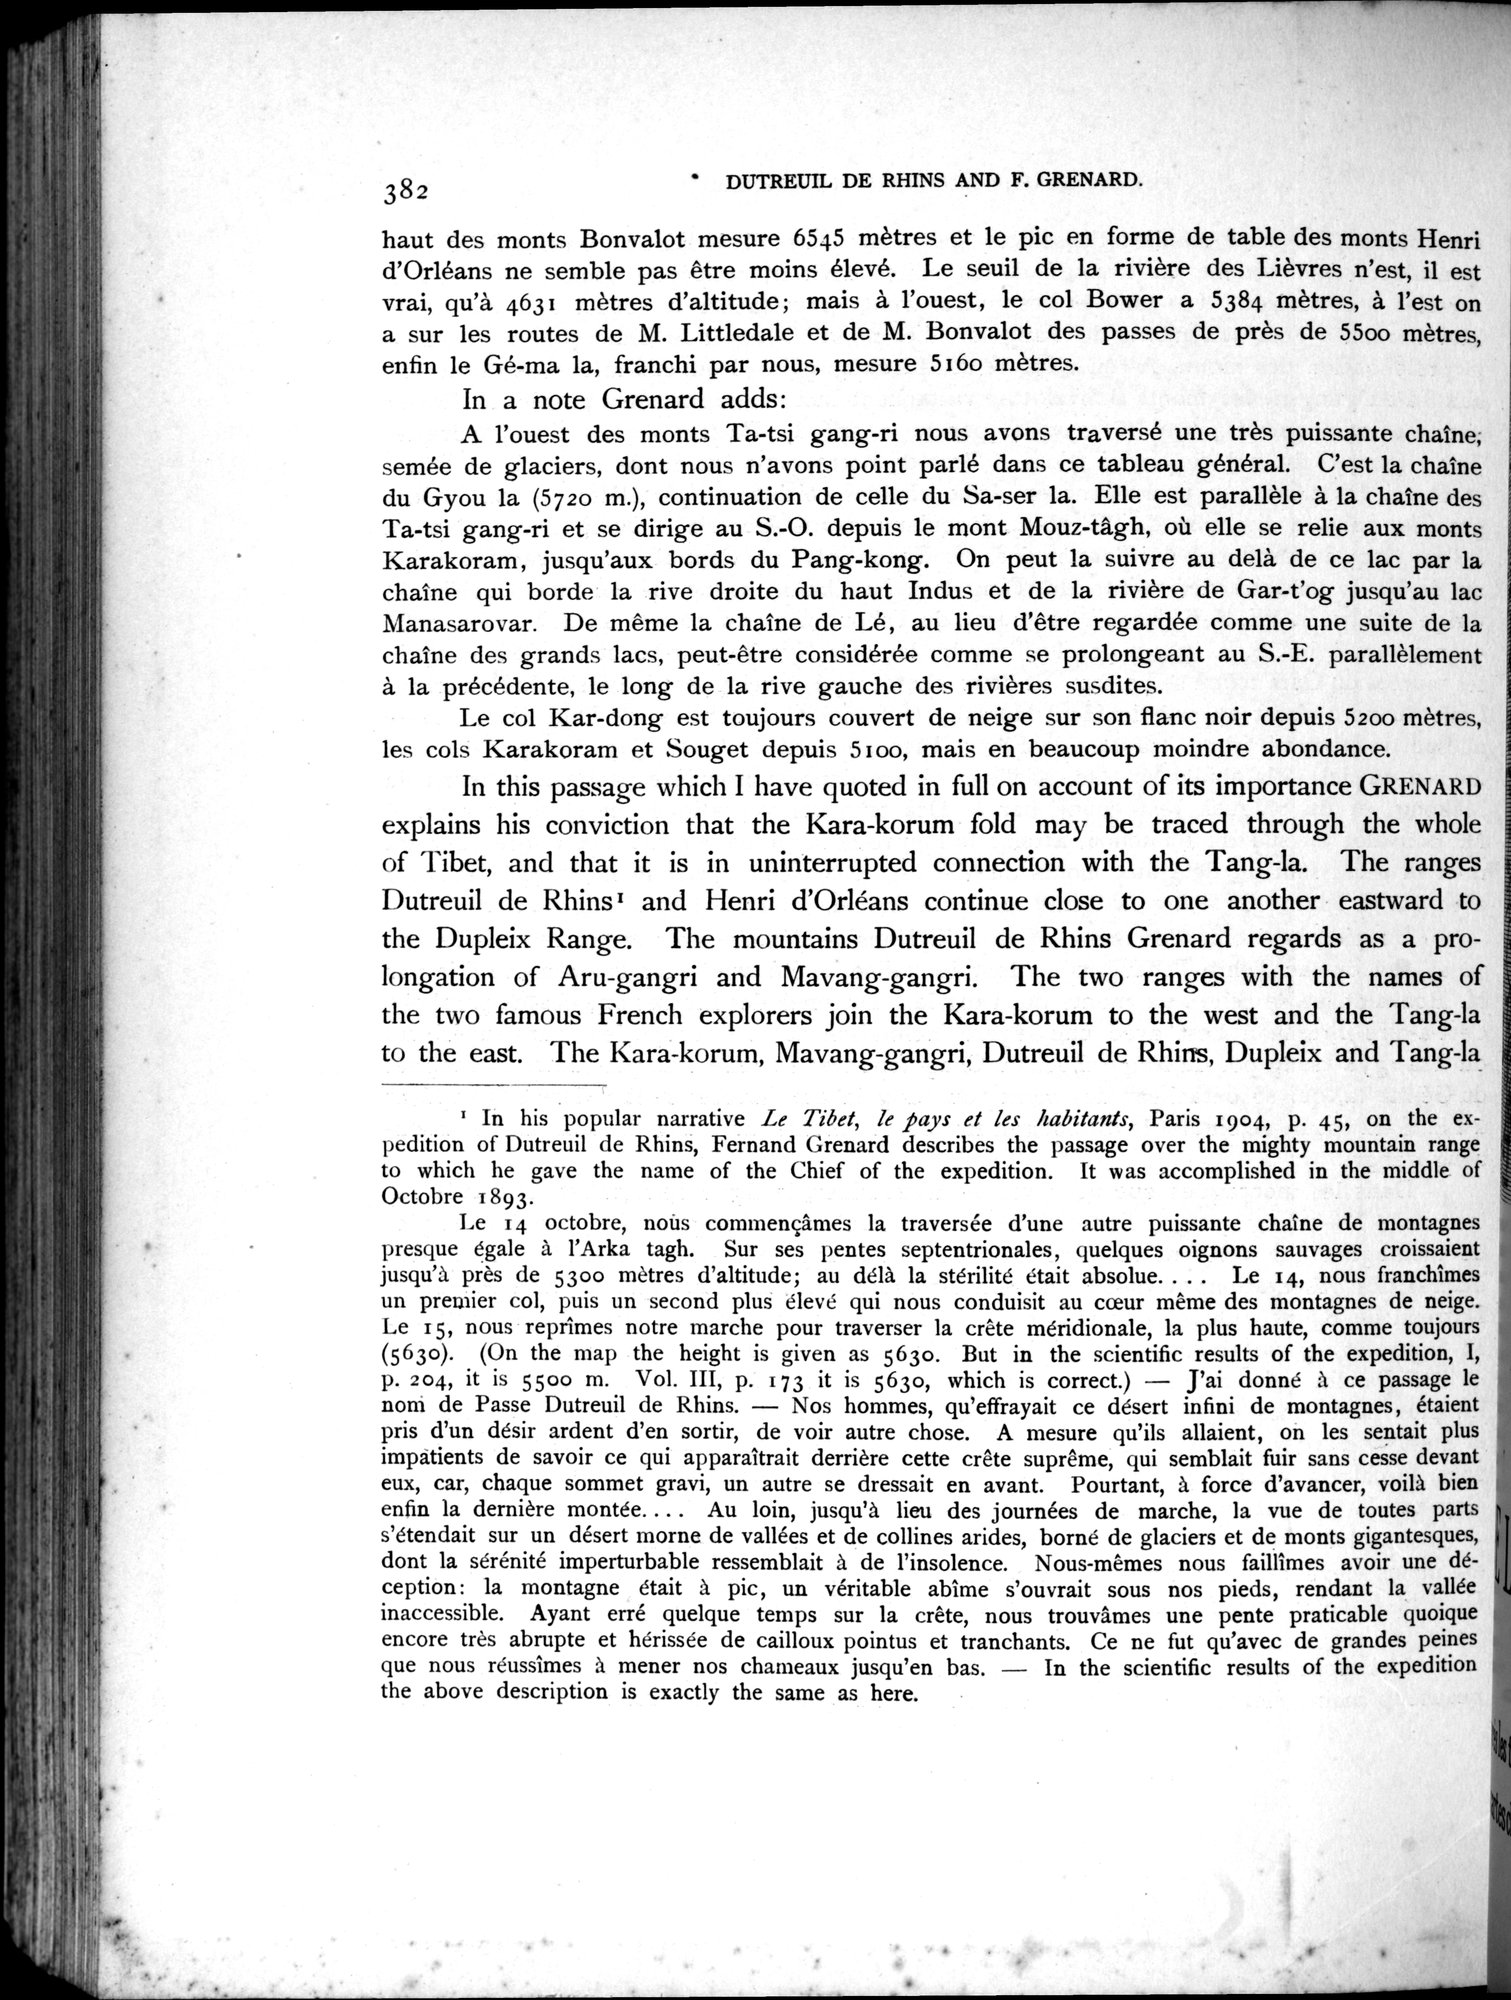 382
DUTREUIL DE RHINS AND F. GRENARD.
haut des monts Bonvalot mesure 6545 mètres et le pic en forme de table des monts Henri
d'Orléans ne semble pas être moins élevé. Le seuil de la rivière des Lièvres n'est, il est
vrai, qu'à 4631 mètres d'altitude; mais à l'ouest, le col Bower a 5384 mètres, à l'est on
a sur les routes de M. Littledale et de M. Bonvalot des passes de près de 5500 mètres,
enfin le Gé-ma la, franchi par nous, mesure 5160 mètres.
In a note Grenard adds:
A l'ouest des monts Ta-tsi gang-ri nous avons traversé une très puissante chaîne,
semée de glaciers, dont nous n'avons point parlé dans ce tableau général. C'est la chaîne
du Gyou la (5720 m.), continuation de celle du Sa-ser la. Elle est parallèle à la chaîne des
Ta-tsi gang-ri et se dirige au S.-O. depuis le mont Mouz-tâgh, où elle se relie aux monts
Karakoram, jusqu'aux bords du Pang-kong. On peut la suivre au delà de ce lac par la
chaîne qui borde la rive droite du haut Indus et de la rivière de Gar-t'og jusqu'au lac
Manasarovar. De même la chaîne de Lé, au lieu d'être regardée comme une suite de la
chaîne des grands lacs, peut-être considérée comme se prolongeant au S.-E. parallèlement
à la précédente, le long de la rive gauche des rivières susdites.
Le col Kar-dong est toujours couvert de neige sur son flanc noir depuis 5200 mètres,
les cols Karakoram et Souget depuis 5100, mais en beaucoup moindre abondance.
In this passage which I have quoted in full on account of its importance GRENARD
explains his conviction that the Kara-korum fold may be traced through the whole
of Tibet, and that it is in uninterrupted connection with the Tang-la. The ranges
Dutreuil de Rhins¹ and Henri d'Orléans continue close to one another eastward to
the Dupleix Range. The mountains Dutreuil de Rhins Grenard regards as a pro-
longation of Aru-gangri and Mavang-gangri. The two ranges with the names of
the two famous French explorers join the Kara-korum to the west and the Tang-la
to the east. The Kara-korum, Mavang-gangri, Dutreuil de Rhins, Dupleix and Tang-la
¹ In his popular narrative Le Tibet, le pays et les habitants, Paris 1904, p. 45, on the ex-
pedition of Dutreuil de Rhins, Fernand Grenard describes the passage over the mighty mountain range
to which he gave the name of the Chief of the expedition. It was accomplished in the middle of
Octobre 1893.
Le 14 octobre, nous commençâmes la traversée d'une autre puissante chaîne de montagnes
presque égale à l'Arka tagh. Sur ses pentes septentrionales, quelques oignons sauvages croissaient
jusqu'à près de 5300 mètres d'altitude; au délà la stérilité était absolue. . . . Le 14, nous franchîmes
un premier col, puis un second plus élevé qui nous conduisit au cœur même des montagnes de neige.
Le 15, nous reprîmes notre marche pour traverser la crête méridionale, la plus haute, comme toujours
(5630). (On the map the height is given as 5630. But in the scientific results of the expedition, I,
p. 204, it is 5500 m. Vol. III, p. 173 it is 5630, which is correct.) — J'ai donné à ce passage le
nom de Passe Dutreuil de Rhins. — Nos hommes, qu'effrayait ce désert infini de montagnes, étaient
pris d'un désir ardent d'en sortir, de voir autre chose. A mesure qu'ils allaient, on les sentait plus
impatients de savoir ce qui apparaîtrait derrière cette crête suprême, qui semblait fuir sans cesse devant
eux, car, chaque sommet gravi, un autre se dressait en avant. Pourtant, à force d'avancer, voilà bien
enfin la dernière montée. . . . Au loin, jusqu'à lieu des journées de marche, la vue de toutes parts
s'étendait sur un désert morne de vallées et de collines arides, borné de glaciers et de monts gigantesques,
dont la sérénité imperturbable ressemblait à de l'insolence. Nous-mêmes nous faillîmes avoir une dé-
ception: la montagne était à pic, un véritable abîme s'ouvrait sous nos pieds, rendant la vallée
inaccessible. Ayant erré quelque temps sur la crête, nous trouvâmes une pente praticable quoique
encore très abrupte et hérissée de cailloux pointus et tranchants. Ce ne fut qu'avec de grandes peines
que nous réussîmes à mener nos chameaux jusqu'en bas. — In the scientific results of the expedition
the above description is exactly the same as here.